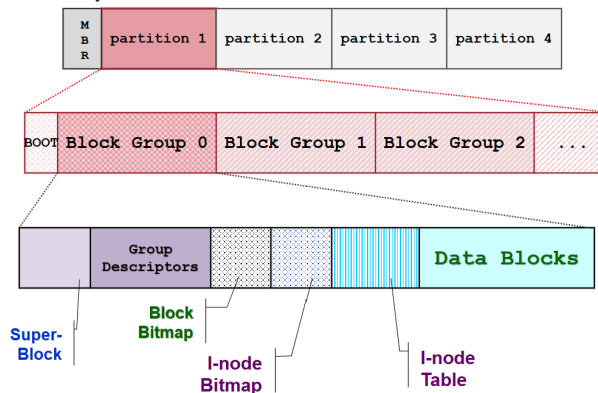 M
B
R
partition 1
partition 2
partition 3
partition 4
BOOT
Block Group 0
Block Group 1
Block Group 2
...
Group
Descriptors
Data Blocks
Super-
Block
Block
Bitmap
I-node
Bitmap
I-node
Table